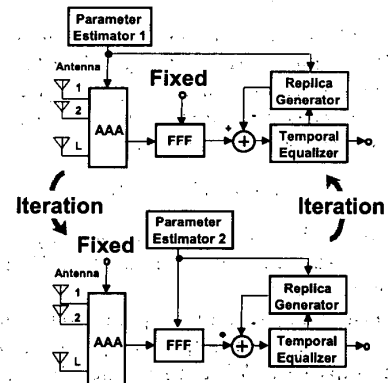 Parameter
Estimator 1
Antenna
Fixed
1
2
L
AAA
FFF
+
-
Replica
Generator
Temporal
Equalizer
Iteration
Iteration
Parameter
Estimator 2
Fixed
Antenna
1
2
L
AAA
FFF
-
Replica
Generator
Temporal
Equalizer